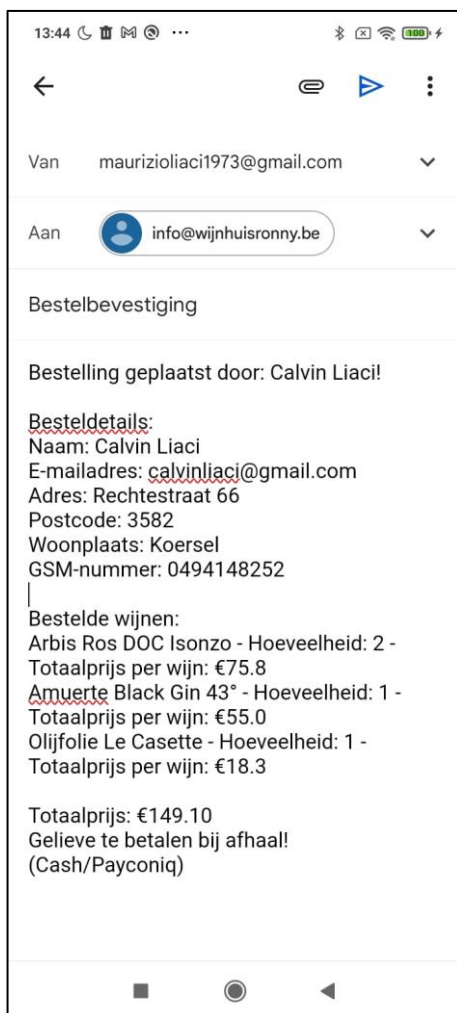 13:44 ...
100
Van maurizioliaci1973@gmail.com
Aan info@wijnhuisronny.be
Bestelbevestiging
Bestelling geplaatst door: Calvin Liaci!
Besteldetails:
Naam: Calvin Liaci
E-mailadres: calvinliaci@gmail.com
Adres: Rechtestraat 66
Postcode: 3582
Woonplaats: Koersel
GSM-nummer: 0494148252
Bestelde wijnen:
Arbis Ros DOC Isonzo - Hoeveelheid: 2 -
Totaalprijs per wijn: €75.8
Amuerte Black Gin 43° - Hoeveelheid: 1 -
Totaalprijs per wijn: €55.0
Olijfolie Le Casette - Hoeveelheid: 1 -
Totaalprijs per wijn: €18.3
Totaalprijs: €149.10
Gelieve te betalen bij afhaal!
(Cash/Payconiq)